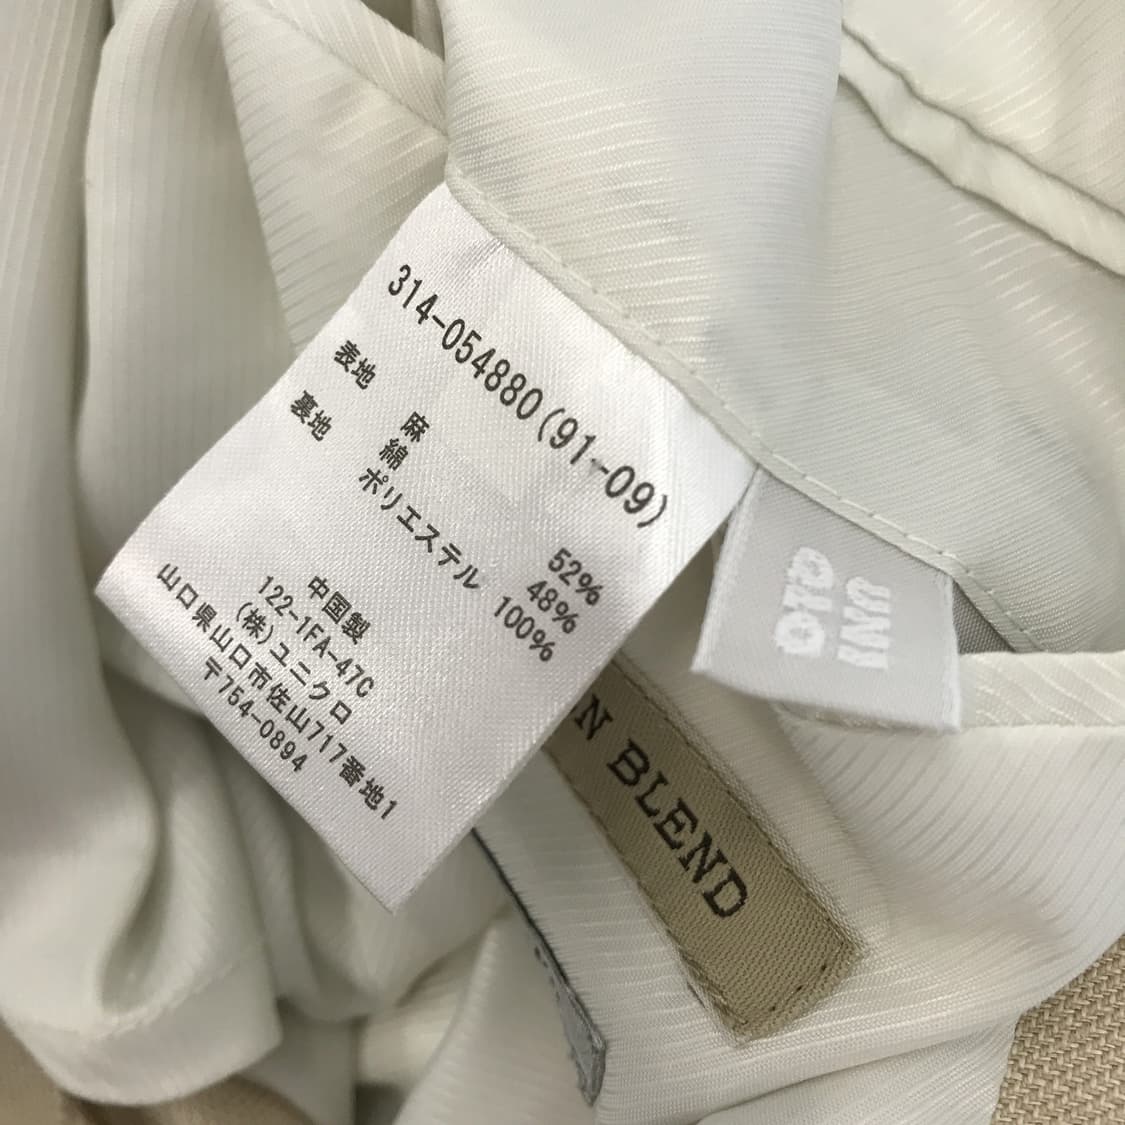 314-054880(91-09)
表地 麻 52%
綿 48%
裏地 ポリエステル 100%
中国製
122-1FA-47C
(株)ユニクロ
山口県山口市佐山717番地1
〒754-0894
N BLEND